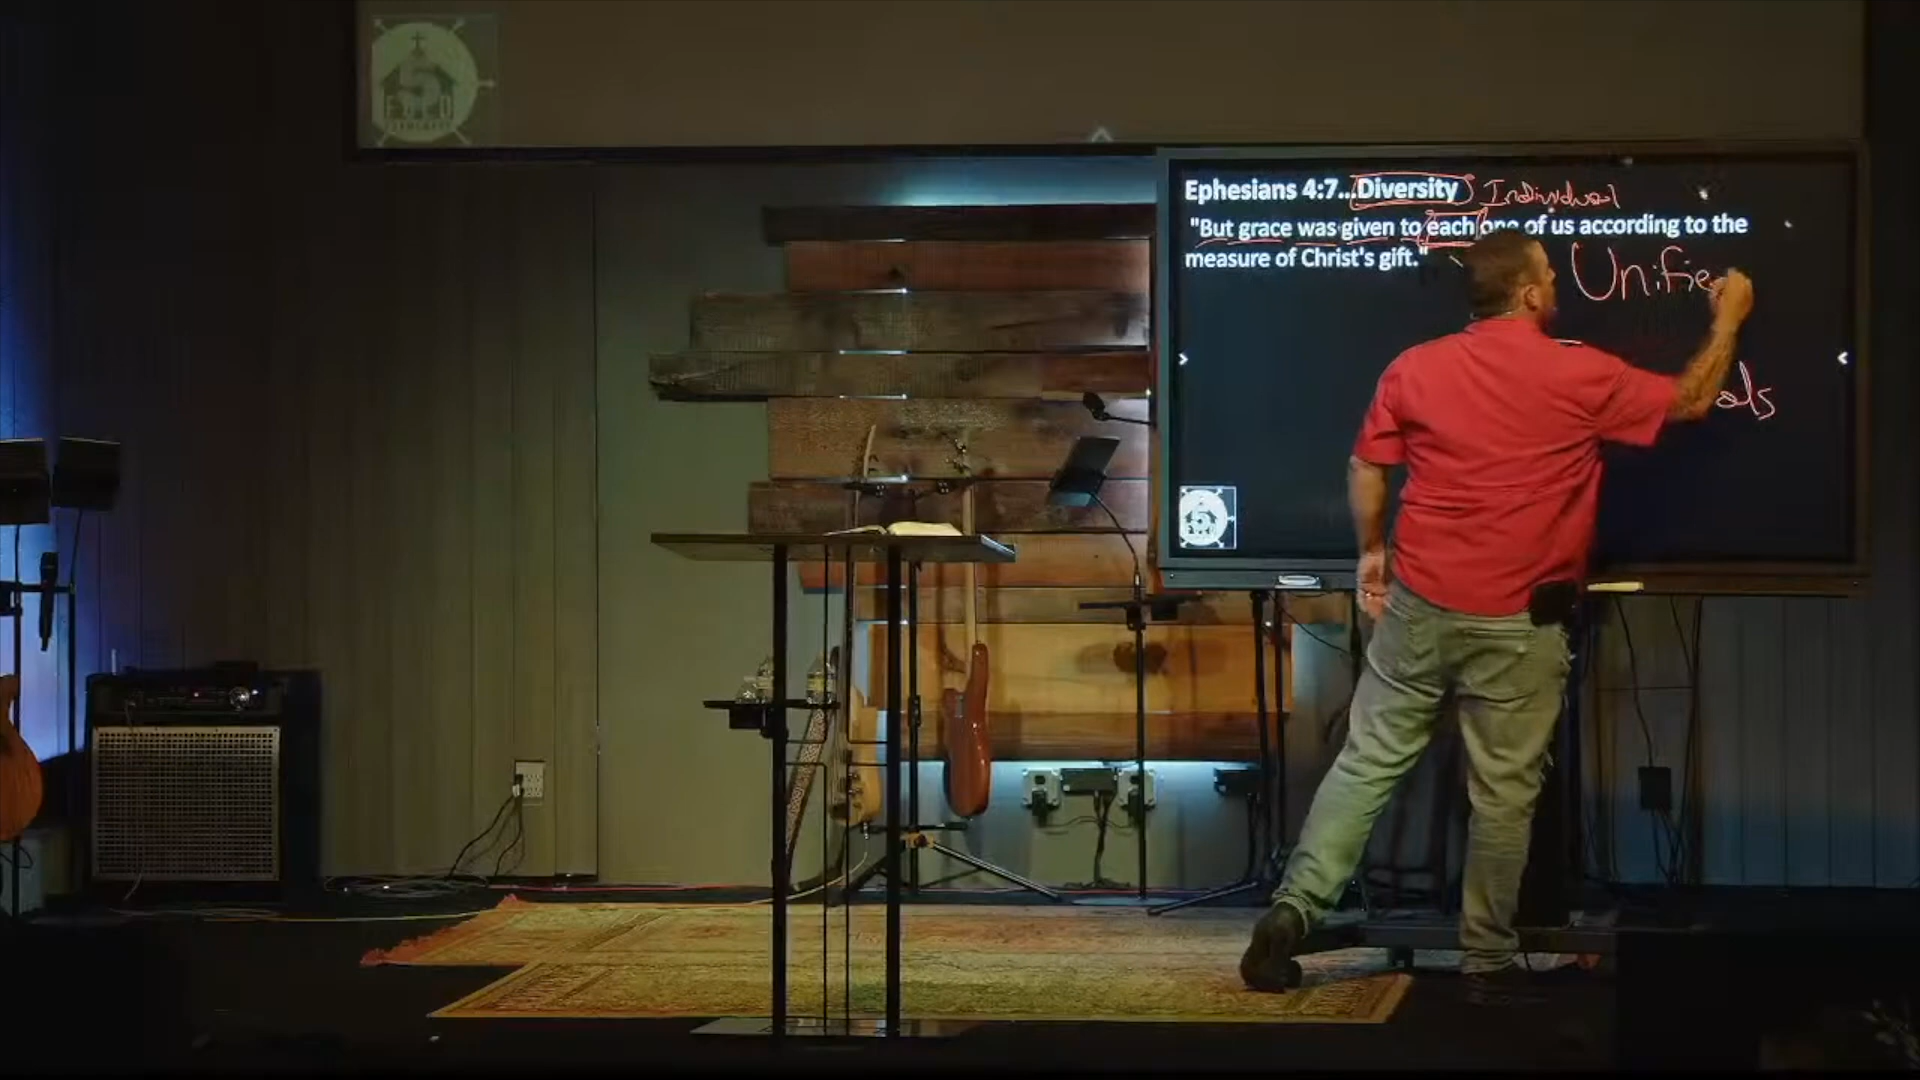 Ephesians 4:7...Diversity Individual
"But grace was given to each one of us according to the
measure of Christ's gift."
Unifie
als